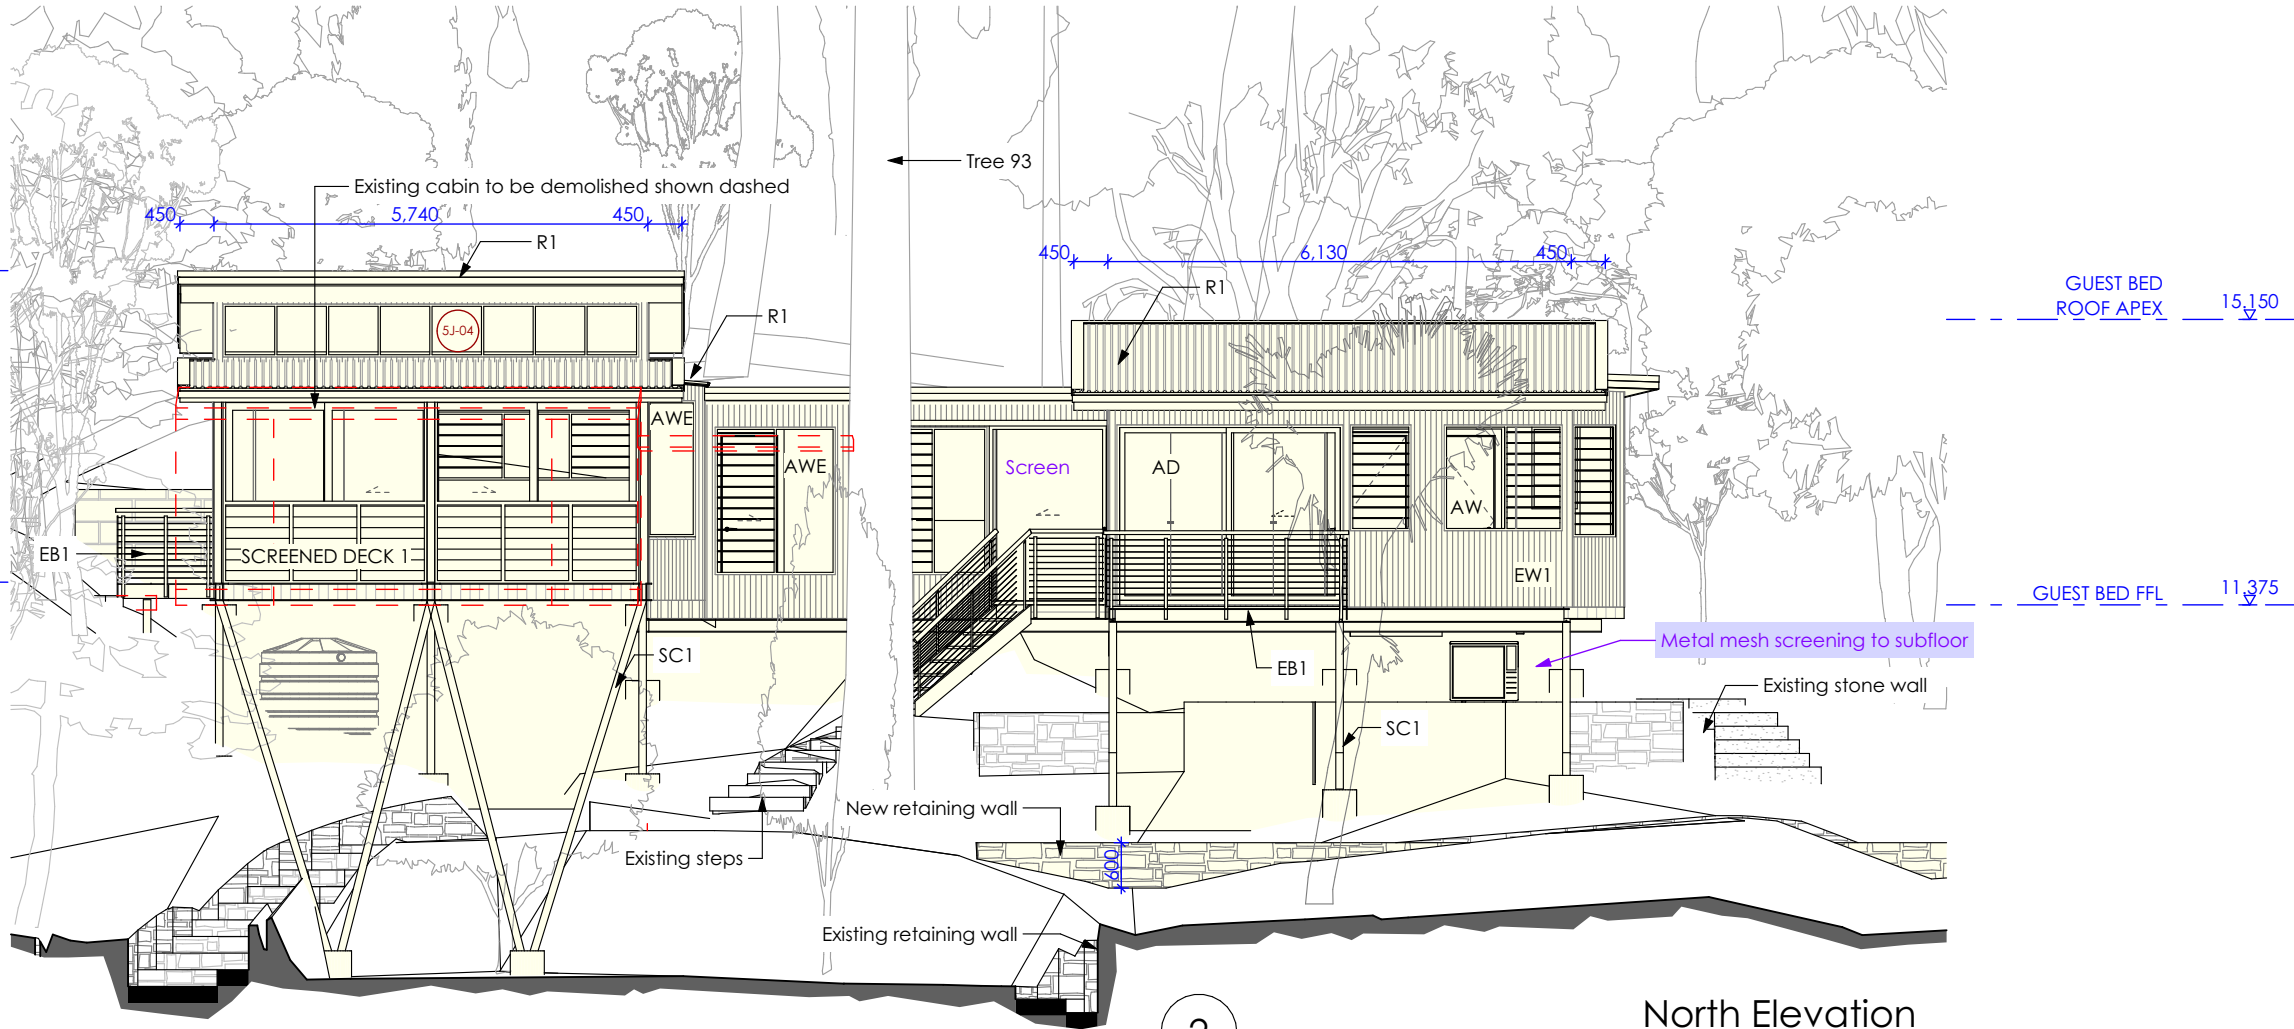 Tree 93
Existing cabin to be demolished shown dashed
450
5,740
450
R1
450
6,130
450
R1
GUEST BED
ROOF APEX
15.150
R1
5J-04
AWE
AWE
Screen
AD
AW
EB1
SCREENED DECK 1
EW1
GUEST BED FFL
11.375
SC1
EB1
Metal mesh screening to subfloor
Existing stone wall
SC1
New retaining wall
600
Existing steps
Existing retaining wall
North Elevation